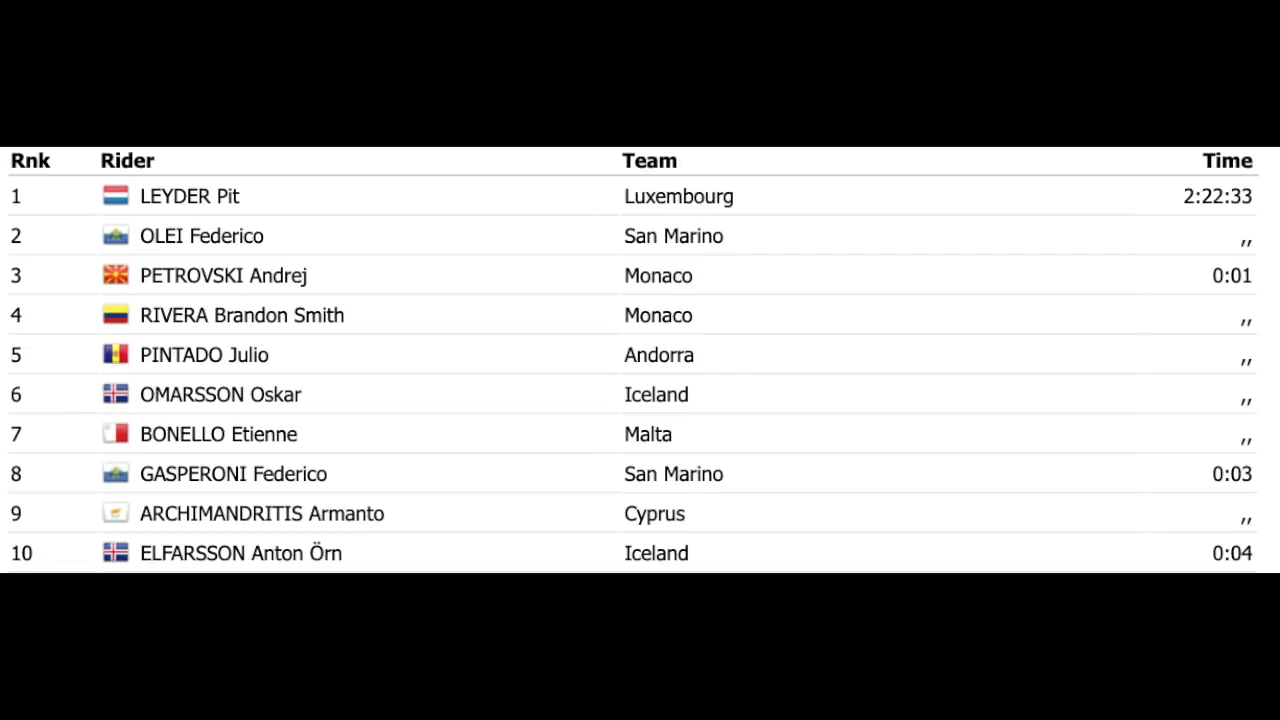 Rnk Rider Team Time
1 LEYDER Pit Luxembourg 2:22:33
2 OLEI Federico San Marino ,,
3 PETROVSKI Andrej Monaco 0:01
4 RIVERA Brandon Smith Monaco ,,
5 PINTADO Julio Andorra ,,
6 OMARSSON Oskar Iceland ,,
7 BONELLO Etienne Malta ,,
8 GASPERONI Federico San Marino 0:03
9 ARCHIMANDRITIS Armanto Cyprus ,,
10 ELFARSSON Anton Örn Iceland 0:04